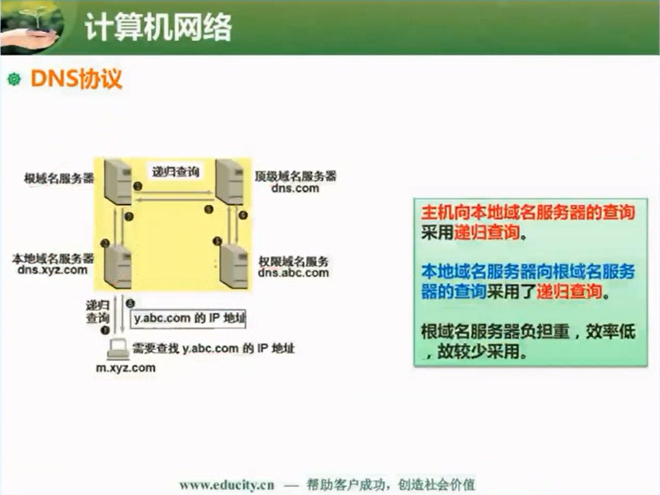 计算机网络
DNS协议
递归查询
根域名服务器
顶级域名服务器
dns.com
主机向本地域名服务器的查询
采用递归查询。
本地域名服务器向根域名服务
器的查询采用了递归查询。
根域名服务器负担重，效率低
，故较少采用。
本地域名服务器
dns.xyz.com
权限域名服务
dns.abc.com
递归
查询
y.abc.com 的 IP 地址
需要查找 y.abc.com 的 IP 地址
m.xyz.com
www.educity.cn — 帮助客户成功，创造社会价值